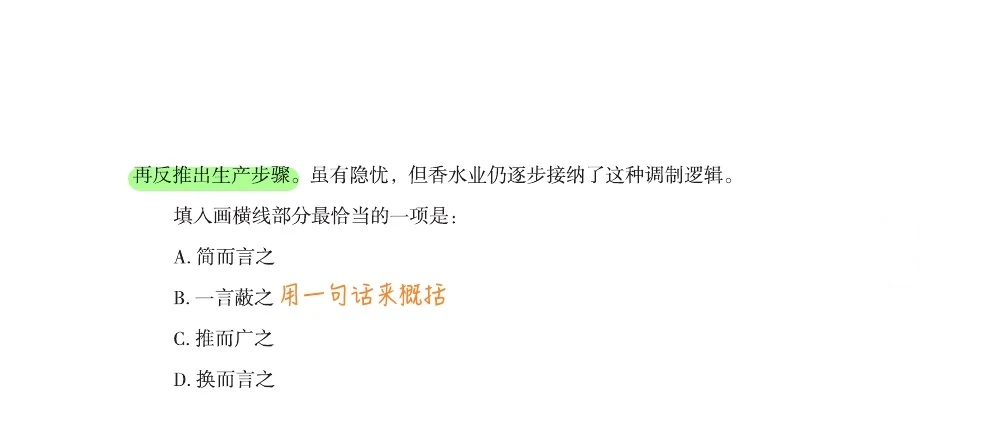 再反推出生产步骤。虽有隐忧，但香水业仍逐步接纳了这种调制逻辑。
填入画横线部分最恰当的一项是：
A. 简而言之
B. 一言蔽之 用一句话来概括
C. 推而广之
D. 换而言之